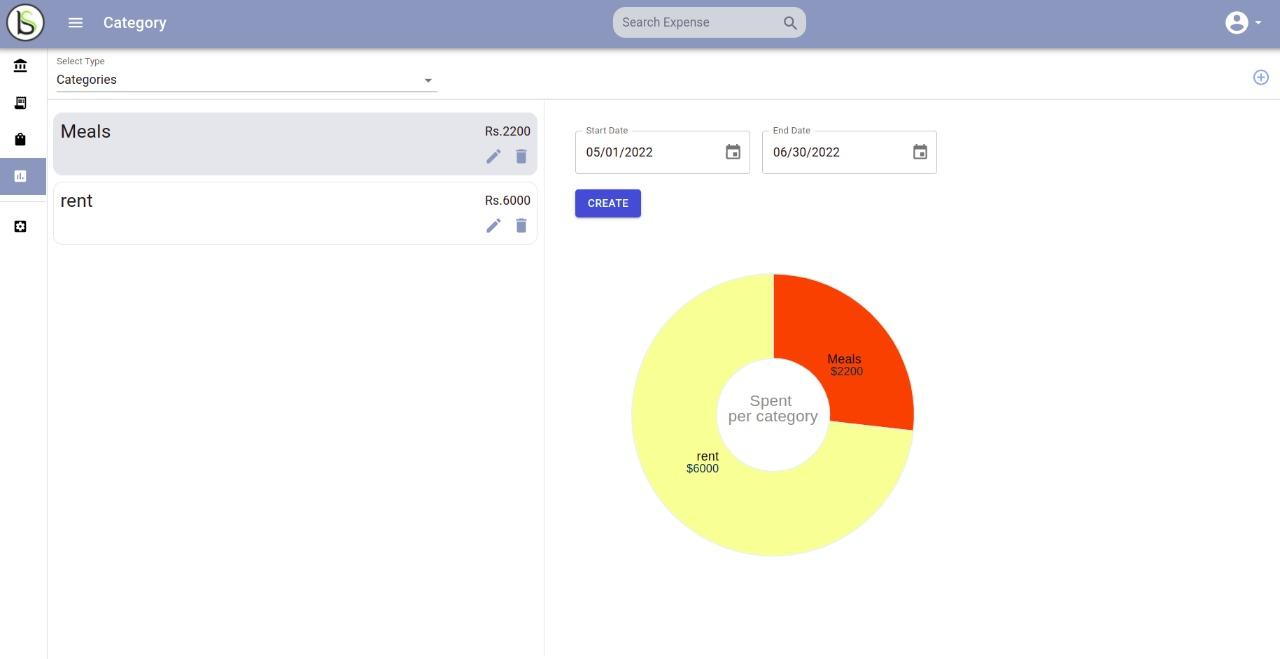 Category
Search Expense
Select Type
Categories
Meals
Rs.2200
rent
Rs.6000
Start Date
05/01/2022
End Date
06/30/2022
CREATE
Meals
$2200
Spent
per category
rent
$6000